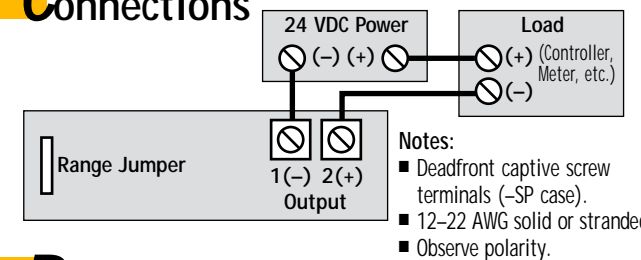 Connections
24 VDC Power
(–) (+)
Load
(+) (Controller,
Meter, etc.)
(–)
Range Jumper
1(–) 2(+)
Output
Notes:
■ Deadfront captive screw
terminals (–SP case).
■ 12–22 AWG solid or stranded
■ Observe polarity.